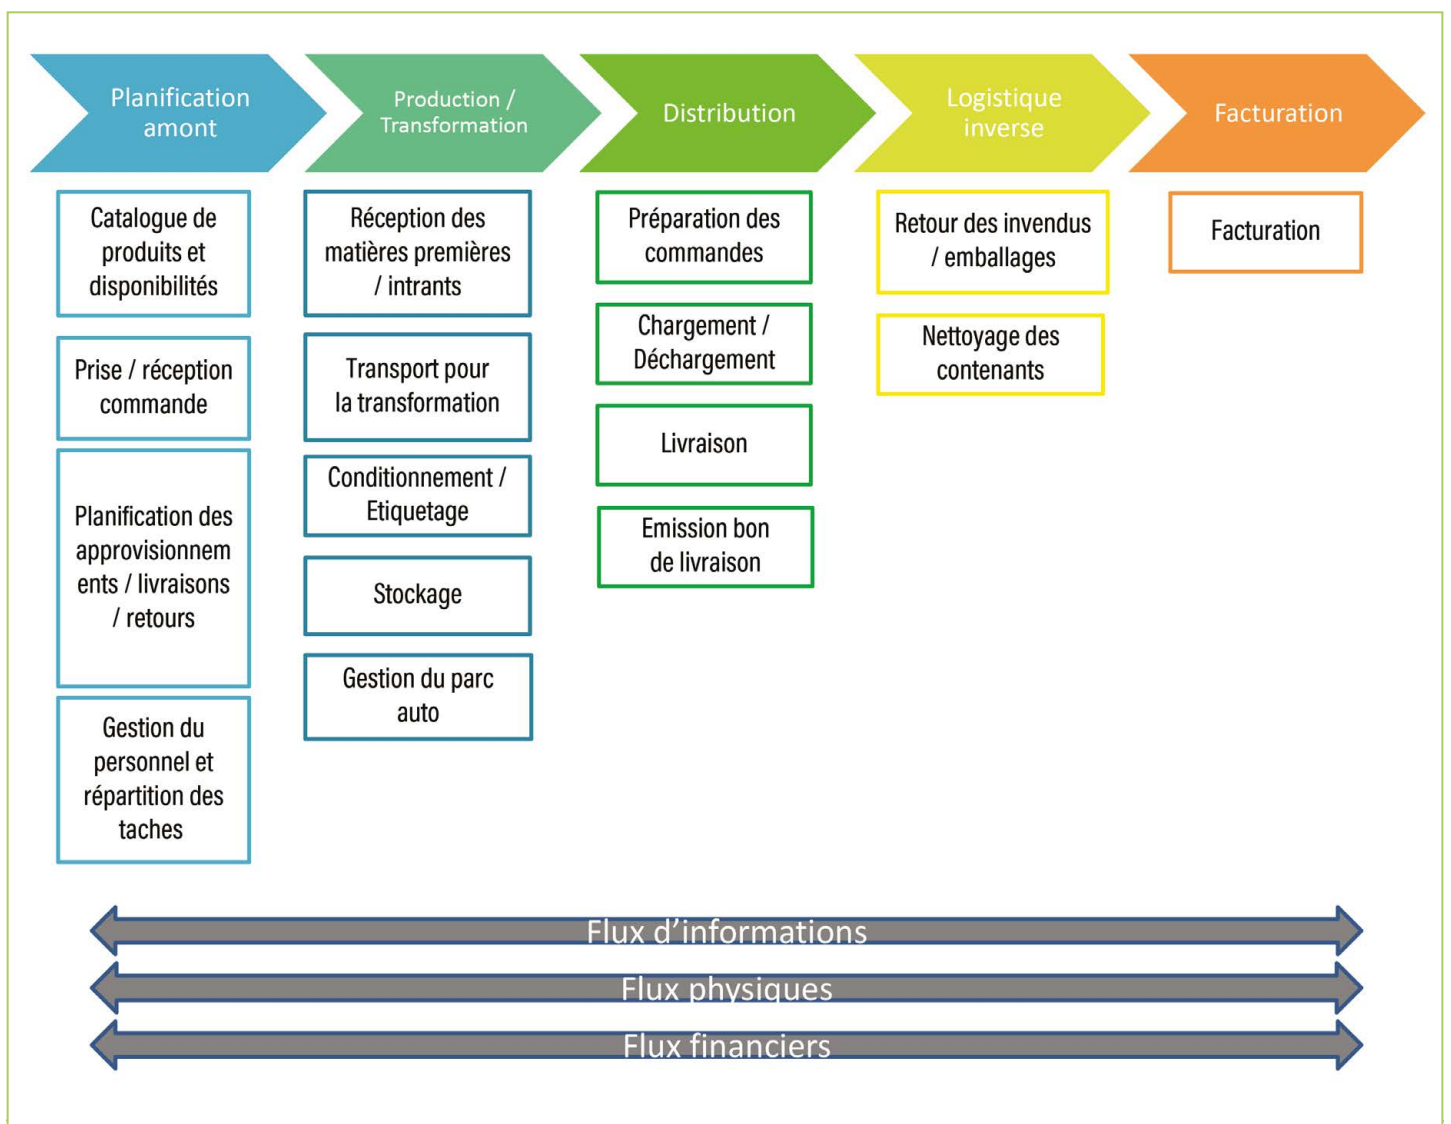 Planification
amont
Production /
Transformation
Distribution
Logistique
inverse
Facturation
Catalogue de
produits et
disponibilités
Prise / réception
commande
Planification des
approvisionnem
ents / livraisons
/ retours
Gestion du
personnel et
répartition des
taches
Réception des
matières premières
/ intrants
Transport pour
la transformation
Conditionnement /
Etiquetage
Stockage
Gestion du parc
auto
Préparation des
commandes
Chargement /
Déchargement
Livraison
Emission bon
de livraison
Retour des invendus
/ emballages
Nettoyage des
contenants
Facturation
Flux d’informations
Flux physiques
Flux financiers